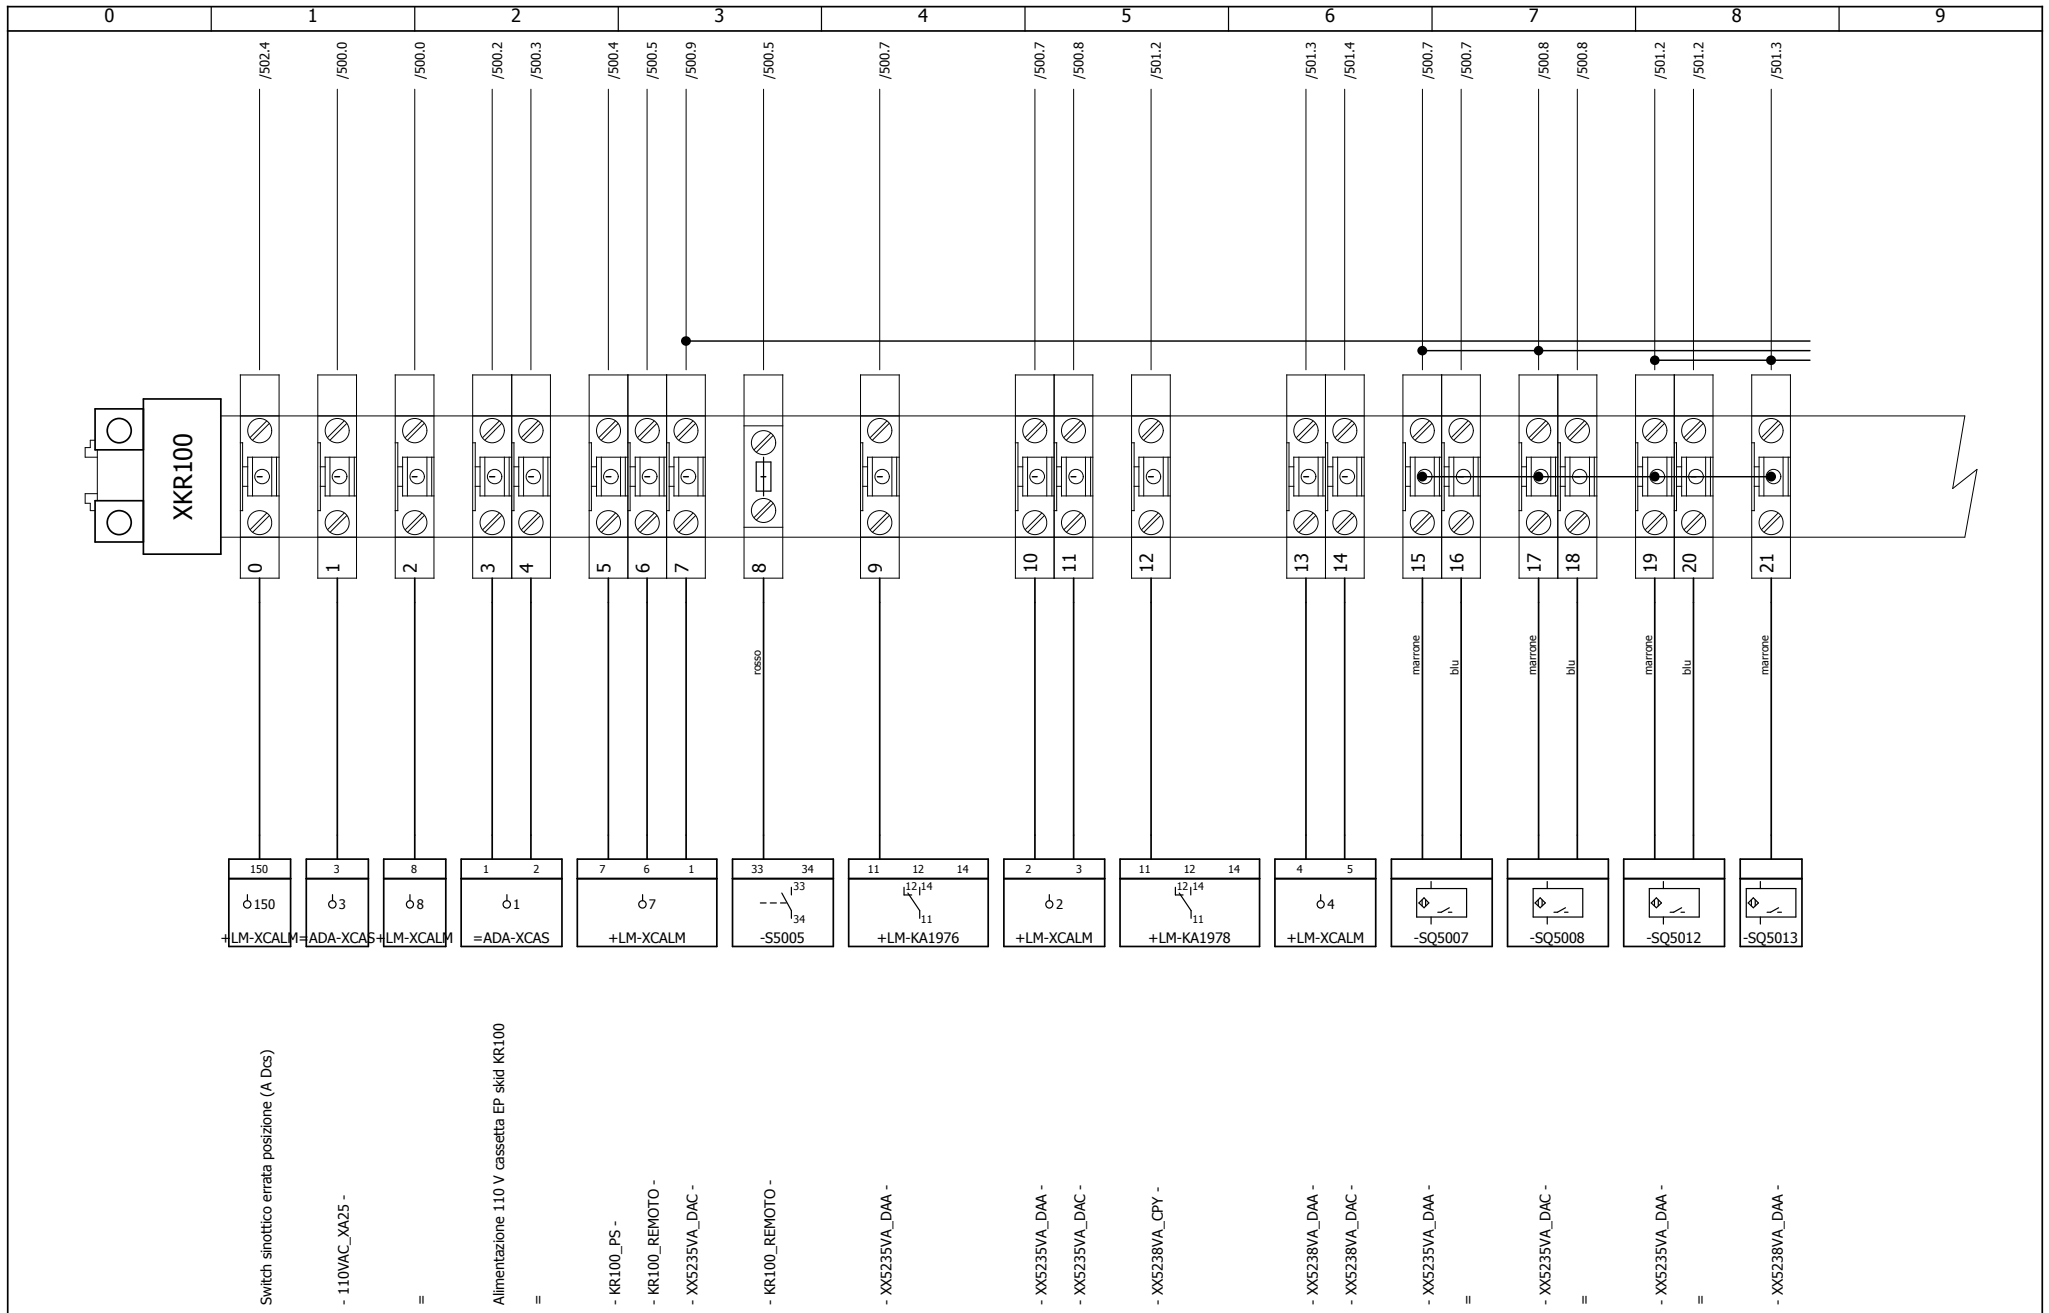 0 1 2 3 4 5 6 7 8 9
/502.4 /500.0 /500.0 /500.2 /500.3 /500.4 /500.5 /500.9 /500.5 /500.7 /500.7 /500.8 /501.2 /501.3 /501.4 /500.7 /500.7 /500.8 /500.8 /501.2 /501.2 /501.3
XKR100
0 1 2 3 4 5 6 7 8 9 10 11 12 13 14 15 16 17 18 19 20 21
rosso marrone blu marrone blu marrone blu marrone
150 3 8 1 2 7 6 1 33 34 11 12 14 2 3 11 12 14 4 5
150 3 8 1 7 33 34 12 14 11 2 12 14 11 4
+LM-XCALM =ADA-XCAS +LM-XCALM =ADA-XCAS +LM-XCALM -S5005 +LM-KA1976 +LM-XCALM +LM-KA1978 +LM-XCALM -SQ5007 -SQ5008 -SQ5012 -SQ5013
Switch sinottico errata posizione (A Dcs)
- 110VAC_XA25 -
=
Alimentazione 110 V cassetta EP skid KR100
=
- KR100_PS -
- KR100_REMOTO -
- XX5235VA_DAC -
- KR100_REMOTO -
- XX5235VA_DAA -
- XX5235VA_DAA -
- XX5235VA_DAC -
- XX5238VA_CPY -
- XX5238VA_DAA -
- XX5238VA_DAC -
- XX5235VA_DAA -
=
- XX5235VA_DAC -
=
- XX5235VA_DAA -
=
- XX5238VA_DAA -